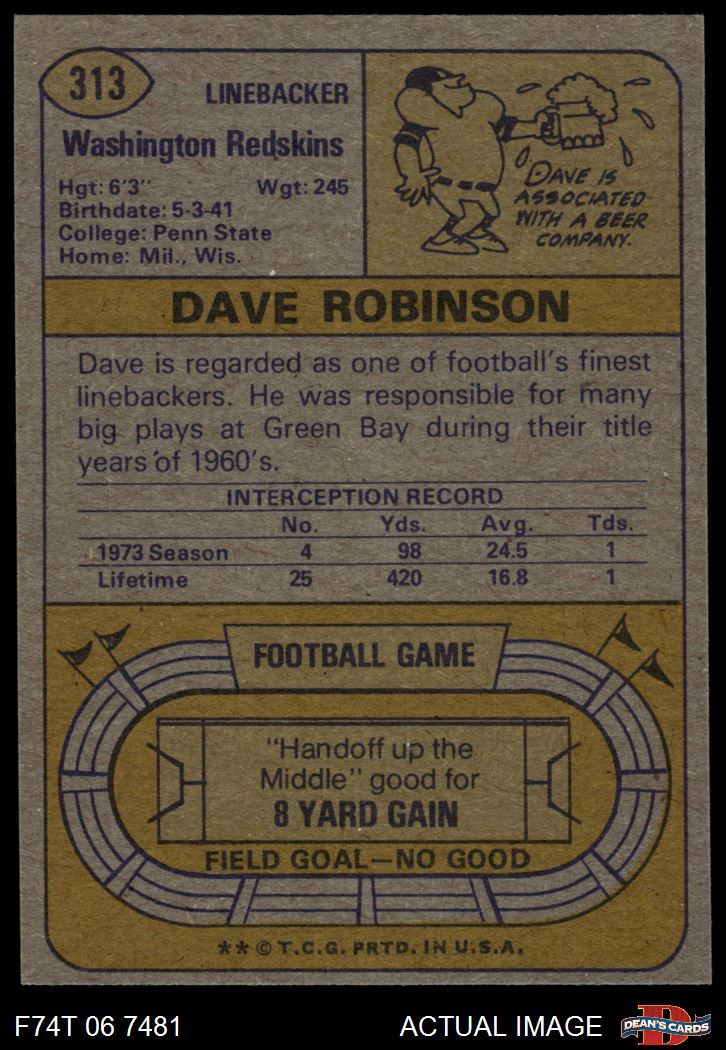 313
LINEBACKER
Washington Redskins
Hgt: 6'3" Wgt: 245
Birthdate: 5-3-41
College: Penn State
Home: Mil., Wis.
DAVE IS
ASSOCIATED
WITH A BEER
COMPANY.
DAVE ROBINSON
Dave is regarded as one of football's finest
linebackers. He was responsible for many
big plays at Green Bay during their title
years of 1960's.
INTERCEPTION RECORD
No. Yds. Avg. Tds.
1973 Season 4 98 24.5 1
Lifetime 25 420 16.8 1
FOOTBALL GAME
"Handoff up the
Middle" good for
8 YARD GAIN
FIELD GOAL—NO GOOD
** © T.C.G. PRTD. IN U.S.A.
F74T 06 7481 ACTUAL IMAGE
D
DEAN'S CARDS